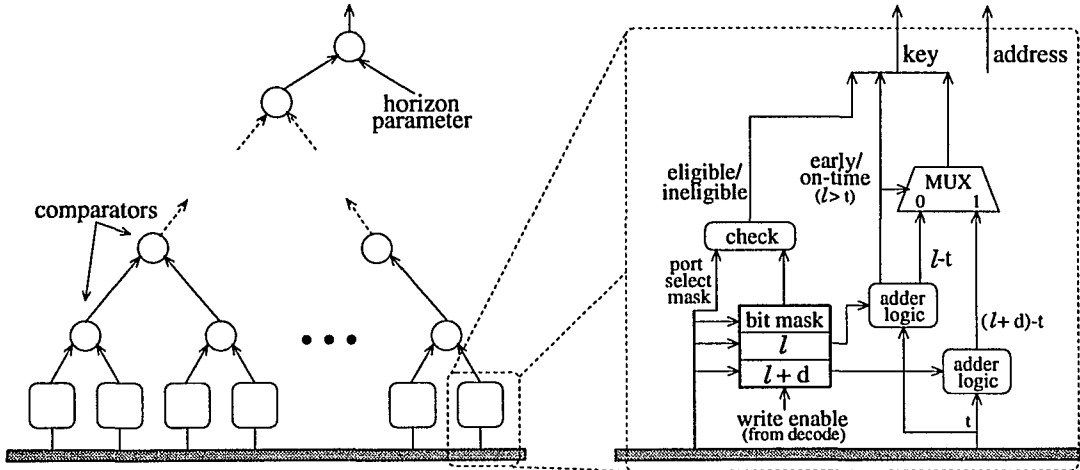 horizon
parameter
comparators
key
address
eligible/
ineligible
early/
on-time
(l > t)
MUX
0 1
check
port
select
mask
l-t
adder
logic
bit mask
l
l + d
(l + d)-t
adder
logic
write enable
(from decode)
t